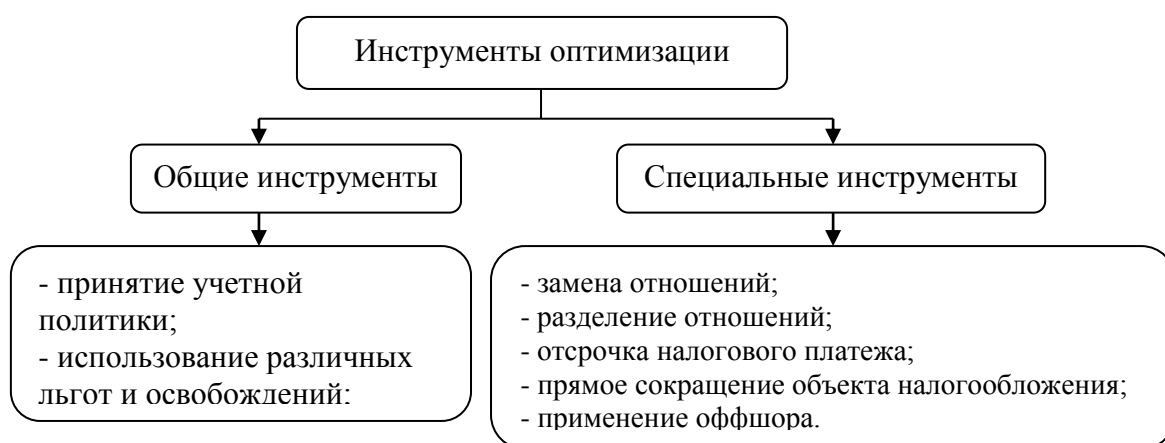 Инструменты оптимизации
Общие инструменты
Специальные инструменты
- принятие учетной
политики;
- использование различных
льгот и освобождений;
- замена отношений;
- разделение отношений;
- отсрочка налогового платежа;
- прямое сокращение объекта налогообложения;
- применение оффшора.